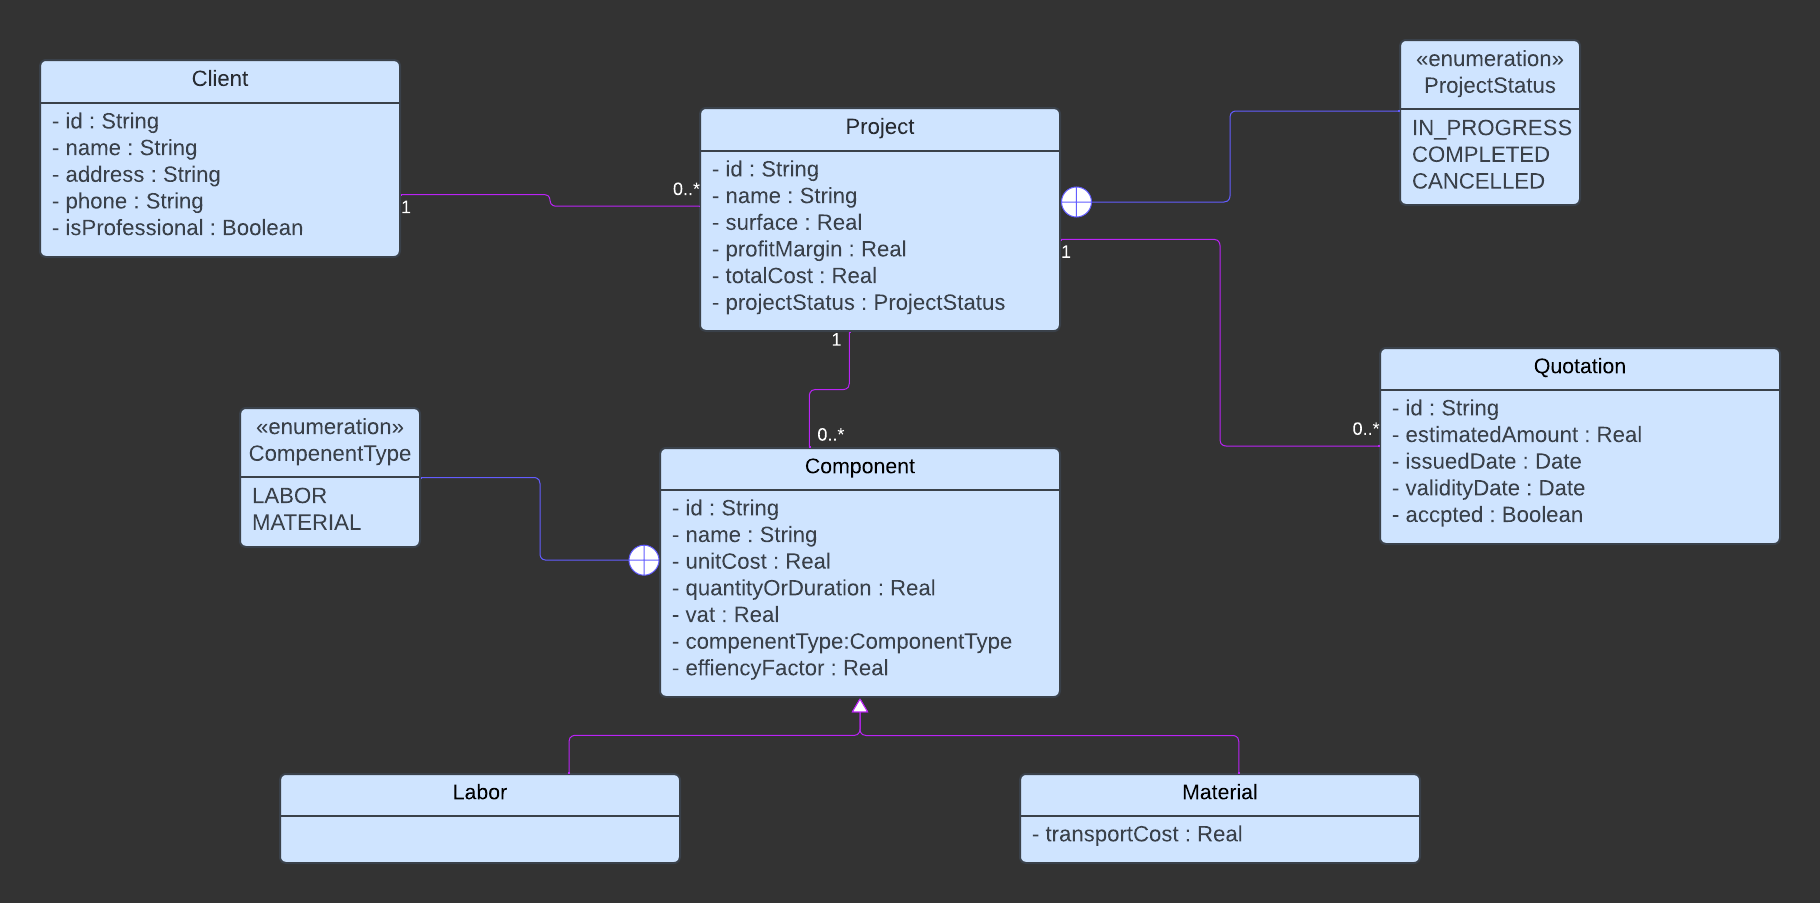 Client
- id : String
- name : String
- address : String
- phone : String
- isProfessional : Boolean
1
0..*
Project
- id : String
- name : String
- surface : Real
- profitMargin : Real
- totalCost : Real
- projectStatus : ProjectStatus
«enumeration»
ProjectStatus
IN_PROGRESS
COMPLETED
CANCELLED
1
0..*
Quotation
- id : String
- estimatedAmount : Real
- issuedDate : Date
- validityDate : Date
- accpted : Boolean
1
0..*
«enumeration»
CompenentType
LABOR
MATERIAL
Component
- id : String
- name : String
- unitCost : Real
- quantityOrDuration : Real
- vat : Real
- compenentType:ComponentType
- effiencyFactor : Real
Labor
Material
- transportCost : Real